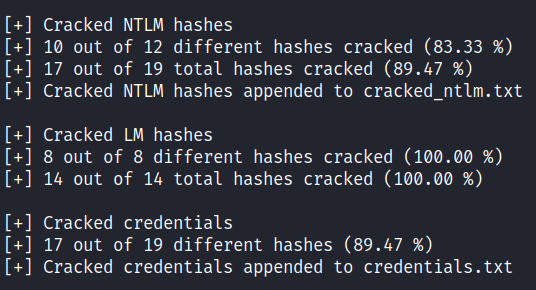 [+] Cracked NTLM hashes
[+] 10 out of 12 different hashes cracked (83.33 %)
[+] 17 out of 19 total hashes cracked (89.47 %)
[+] Cracked NTLM hashes appended to cracked_ntlm.txt
[+] Cracked LM hashes
[+] 8 out of 8 different hashes cracked (100.00 %)
[+] 14 out of 14 total hashes cracked (100.00 %)
[+] Cracked credentials
[+] 17 out of 19 different hashes (89.47 %)
[+] Cracked credentials appended to credentials.txt